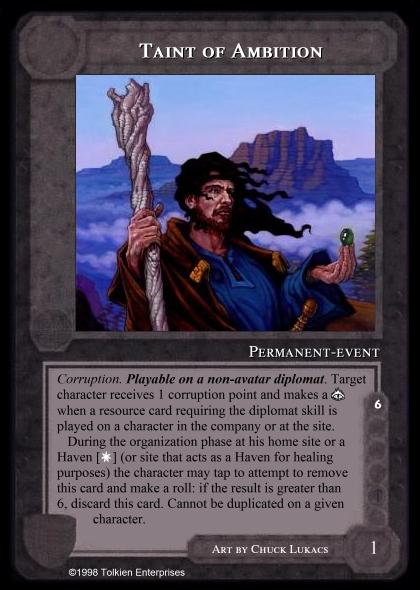 TAINT OF AMBITION
PERMANENT-EVENT
Corruption. Playable on a non-avatar diplomat. Target
character receives 1 corruption point and makes a
when a resource card requiring the diplomat skill is
played on a character in the company or at the site.
During the organization phase at his home site or a
Haven [ ] (or site that acts as a Haven for healing
purposes) the character may tap to attempt to remove
this card and make a roll: if the result is greater than
6, discard this card. Cannot be duplicated on a given
character.
6
ART BY CHUCK LUKACS
1
©1998 Tolkien Enterprises